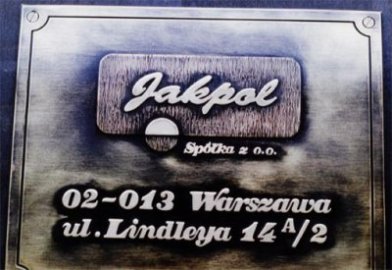 Jakpol
Spółka z o.o.
02-013 Warszawa
ul. Lindleya 14 A/2